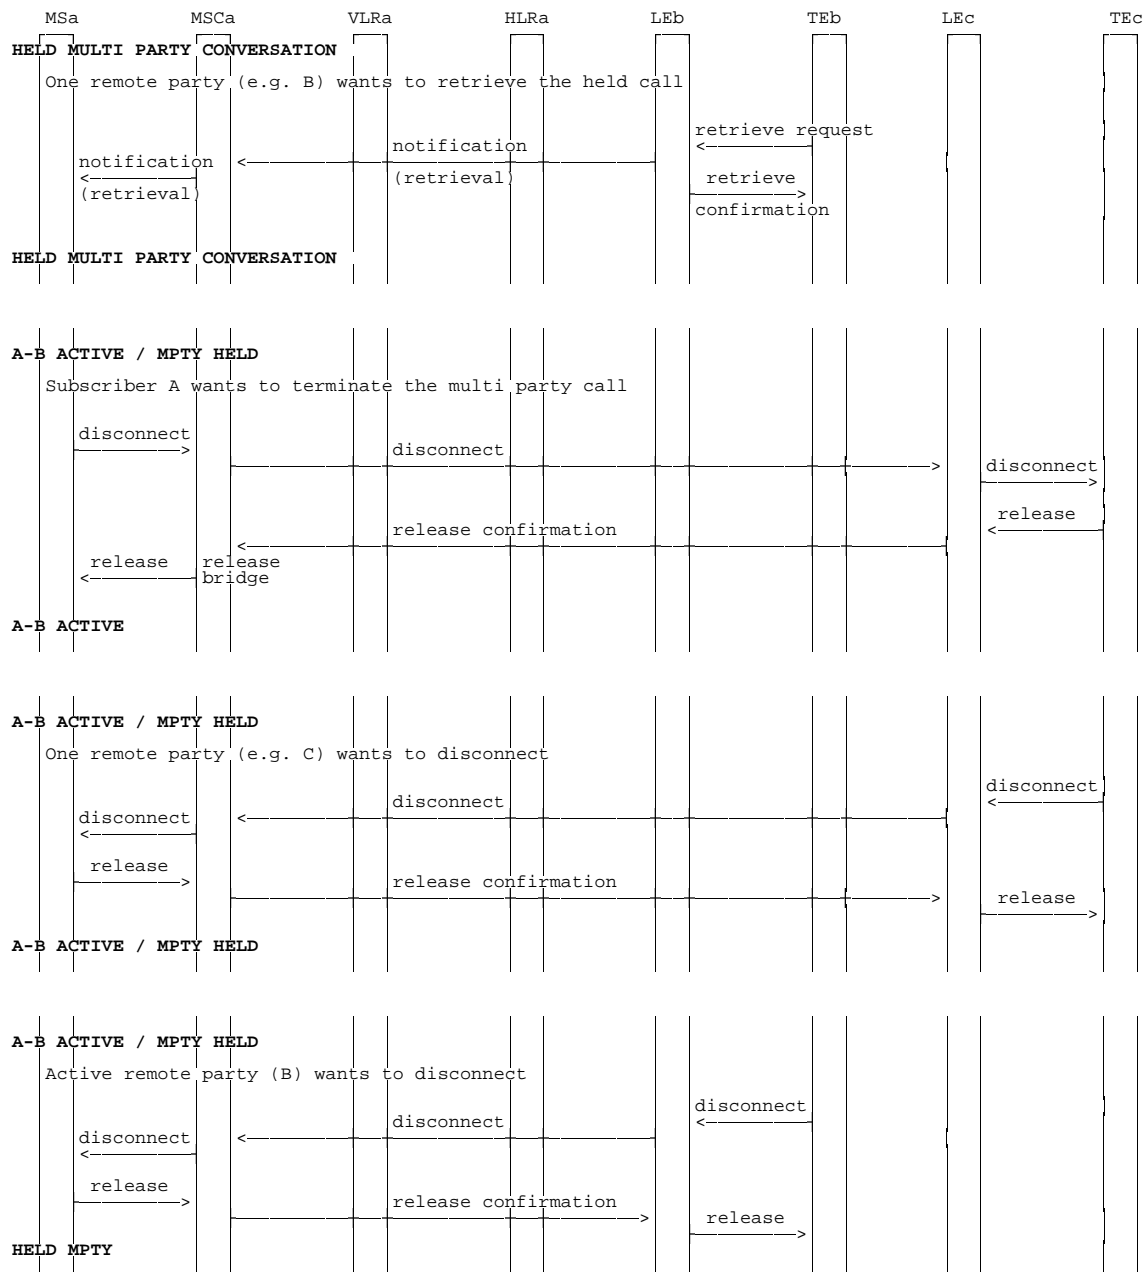 MSa MSCa VLRa HLRa LEb TEb LEc TEc
HELD MULTI PARTY CONVERSATION
One remote party (e.g. B) wants to retrieve the held call
retrieve request
notification
notification
(retrieval)
retrieve
(retrieval)
confirmation
HELD MULTI PARTY CONVERSATION
A-B ACTIVE / MPTY HELD
Subscriber A wants to terminate the multi party call
disconnect
disconnect
disconnect
release
release confirmation
release
release
bridge
A-B ACTIVE
A-B ACTIVE / MPTY HELD
One remote party (e.g. C) wants to disconnect
disconnect
disconnect
disconnect
release
release confirmation
release
A-B ACTIVE / MPTY HELD
A-B ACTIVE / MPTY HELD
Active remote party (B) wants to disconnect
disconnect
disconnect
disconnect
release
release confirmation
release
HELD MPTY